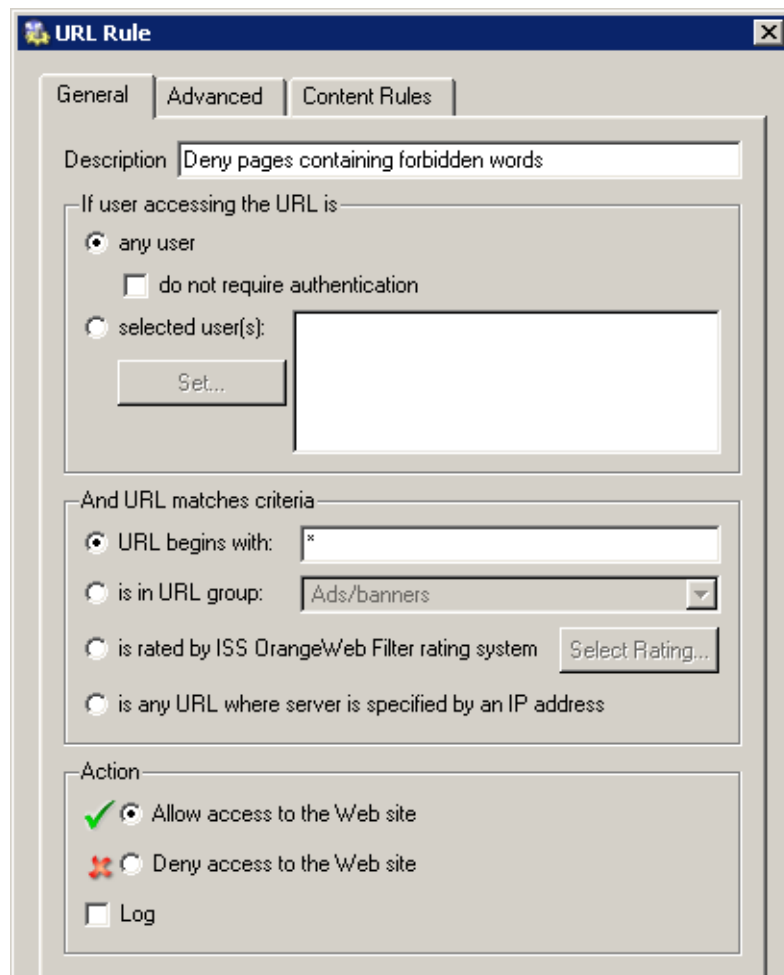 URL Rule
General Advanced Content Rules
Description Deny pages containing forbidden words
If user accessing the URL is
any user
do not require authentication
selected user(s):
Set...
And URL matches criteria
URL begins with: *
is in URL group: Ads/banners
is rated by ISS OrangeWeb Filter rating system Select Rating...
is any URL where server is specified by an IP address
Action
Allow access to the Web site
Deny access to the Web site
Log